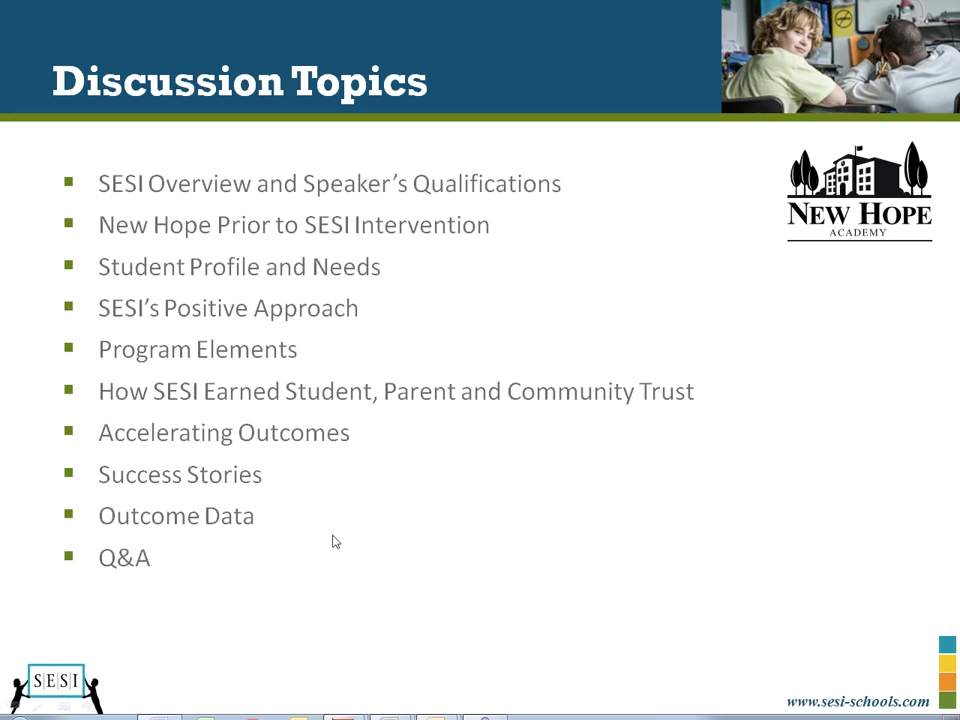 Discussion Topics
SESI Overview and Speaker's Qualifications
New Hope Prior to SESI Intervention
Student Profile and Needs
SESI's Positive Approach
Program Elements
How SESI Earned Student, Parent and Community Trust
Accelerating Outcomes
Success Stories
Outcome Data
Q&A
NEW HOPE
ACADEMY
S|E|S|I
www.sesi-schools.com